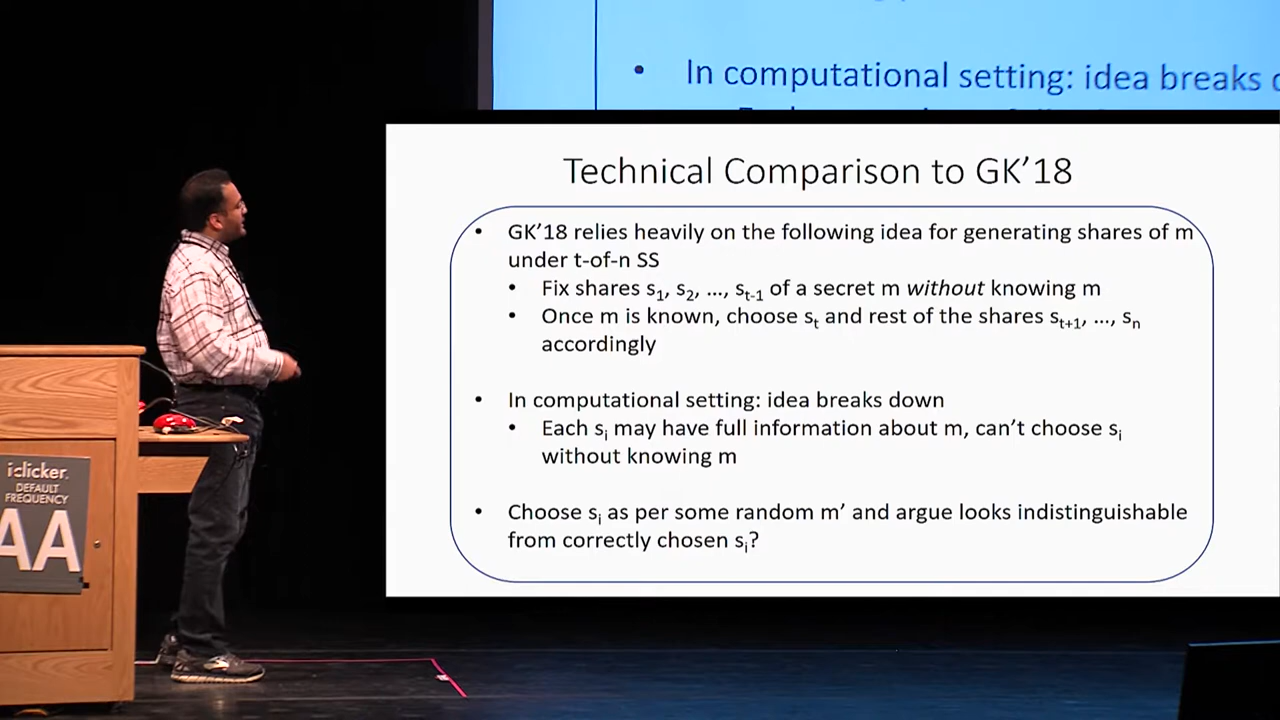 • In computational setting: idea breaks
Technical Comparison to GK’18
• GK’18 relies heavily on the following idea for generating shares of m
under t-of-n SS
• Fix shares s1, s2, …, st-1 of a secret m without knowing m
• Once m is known, choose st and rest of the shares st+1, …, sn
accordingly
• In computational setting: idea breaks down
• Each si may have full information about m, can’t choose si
without knowing m
• Choose si as per some random m’ and argue looks indistinguishable
from correctly chosen si?
iclicker.
DEFAULT
FREQUENCY
AA